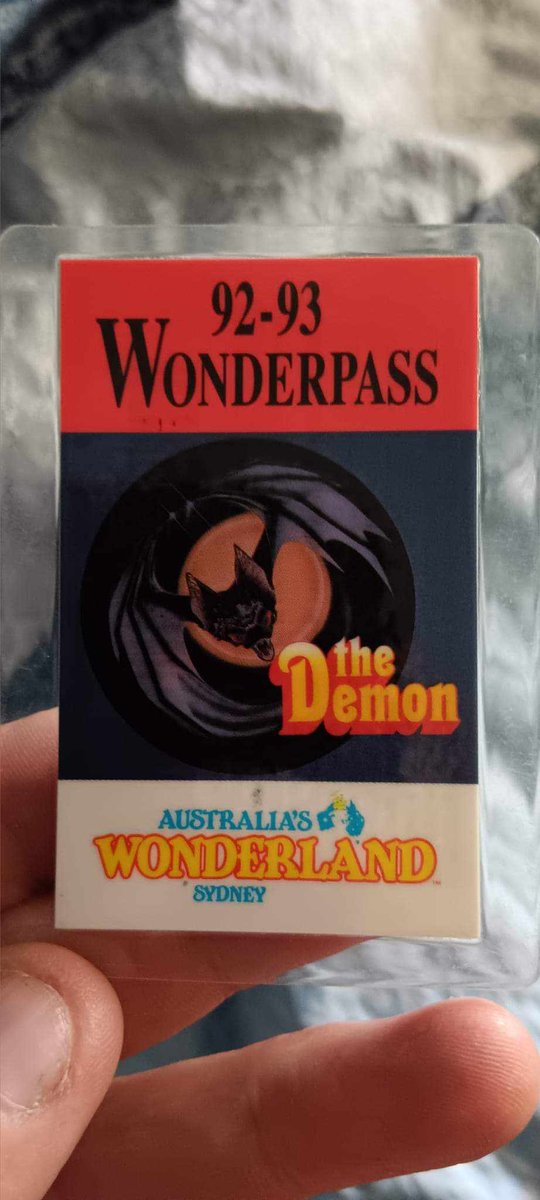 92-93
WONDERPASS
the
Demon
AUSTRALIA'S
WONDERLAND
SYDNEY